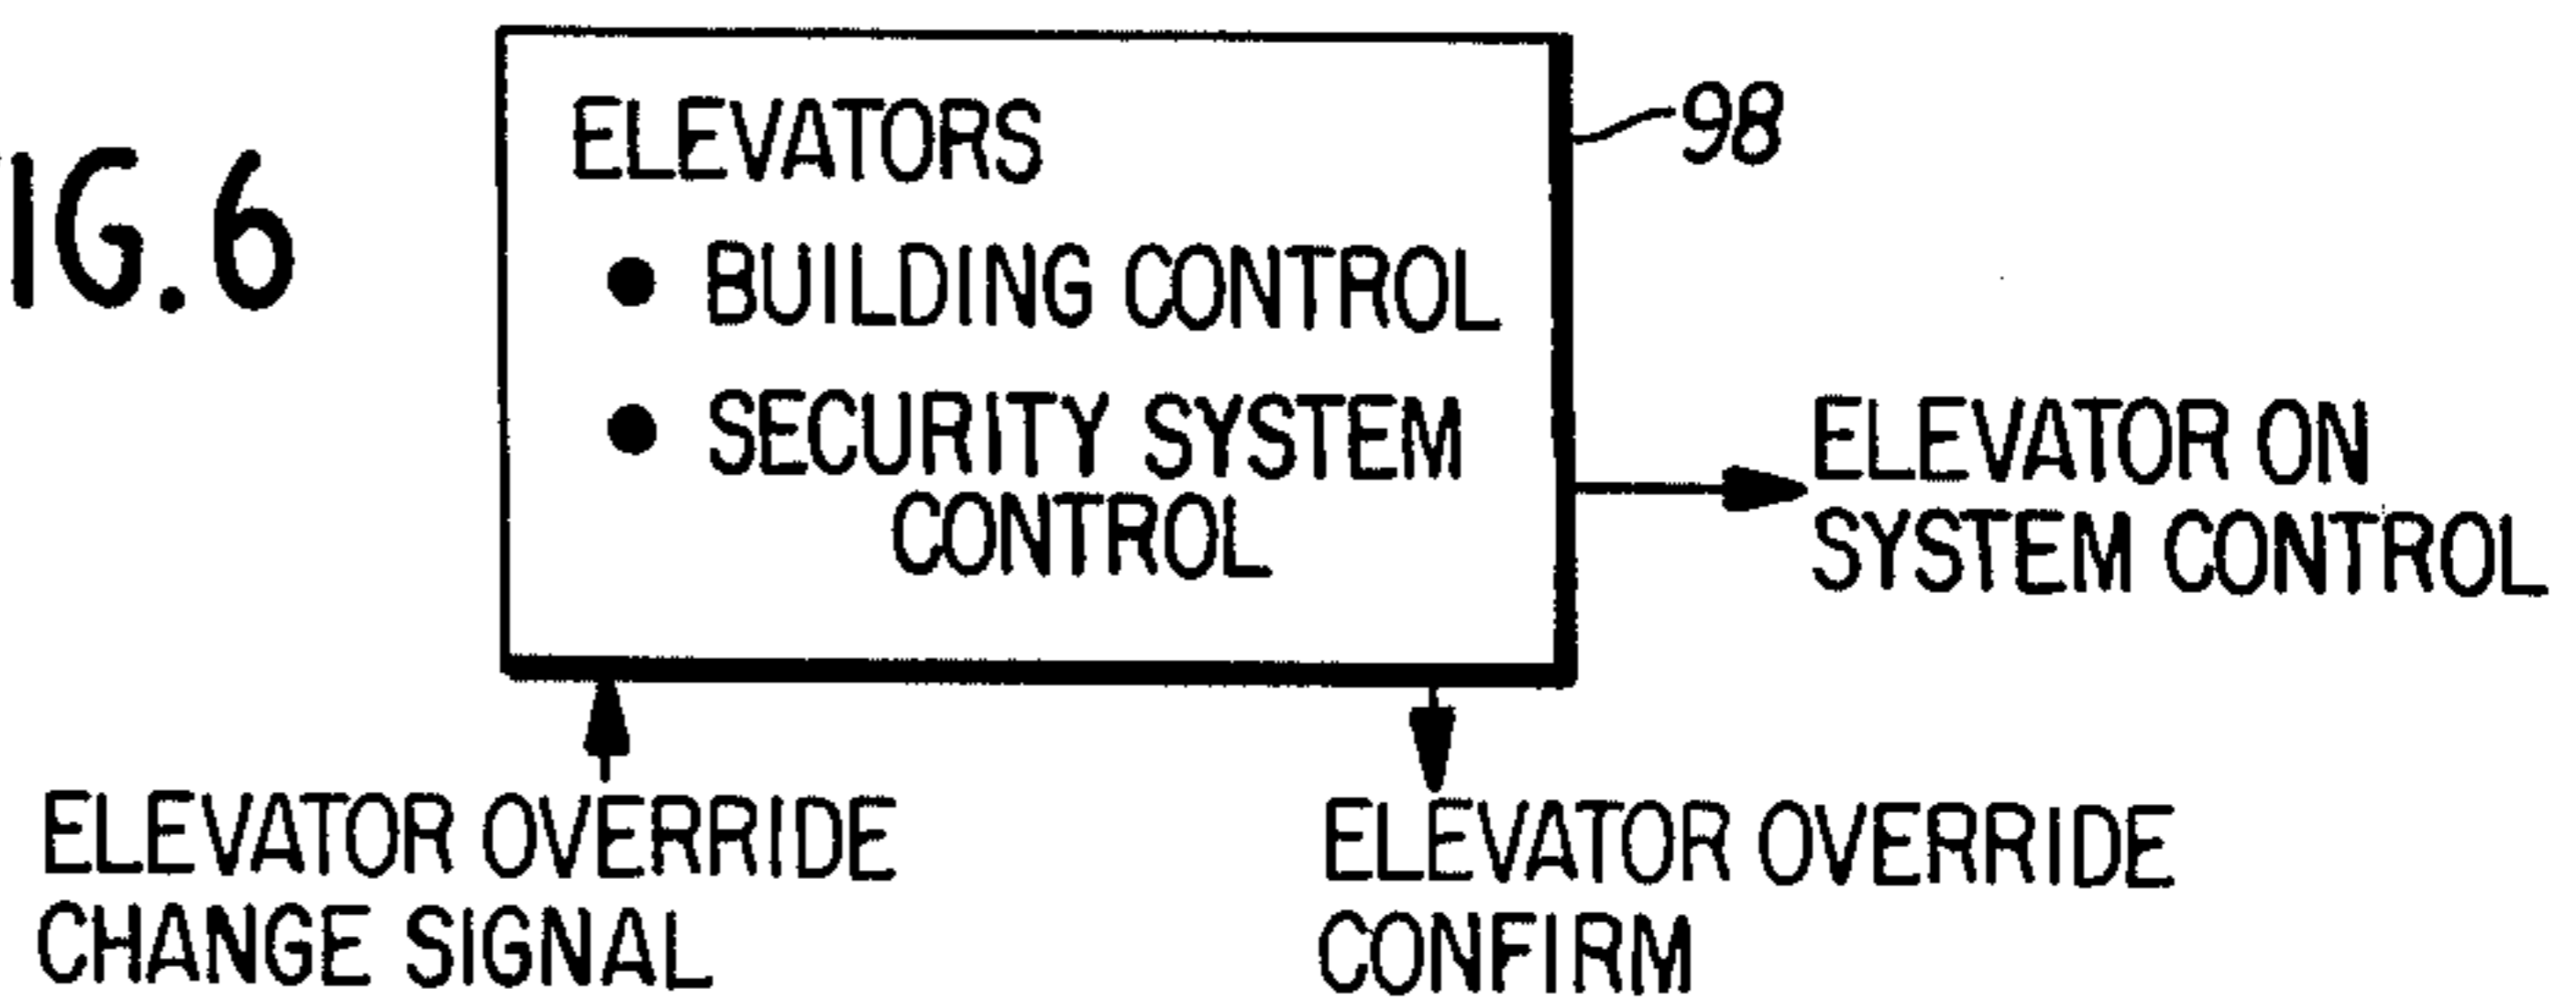 IG.6
ELEVATORS
98
● BUILDING CONTROL
● SECURITY SYSTEM
CONTROL
ELEVATOR ON
SYSTEM CONTROL
ELEVATOR OVERRIDE
CHANGE SIGNAL
ELEVATOR OVERRIDE
CONFIRM